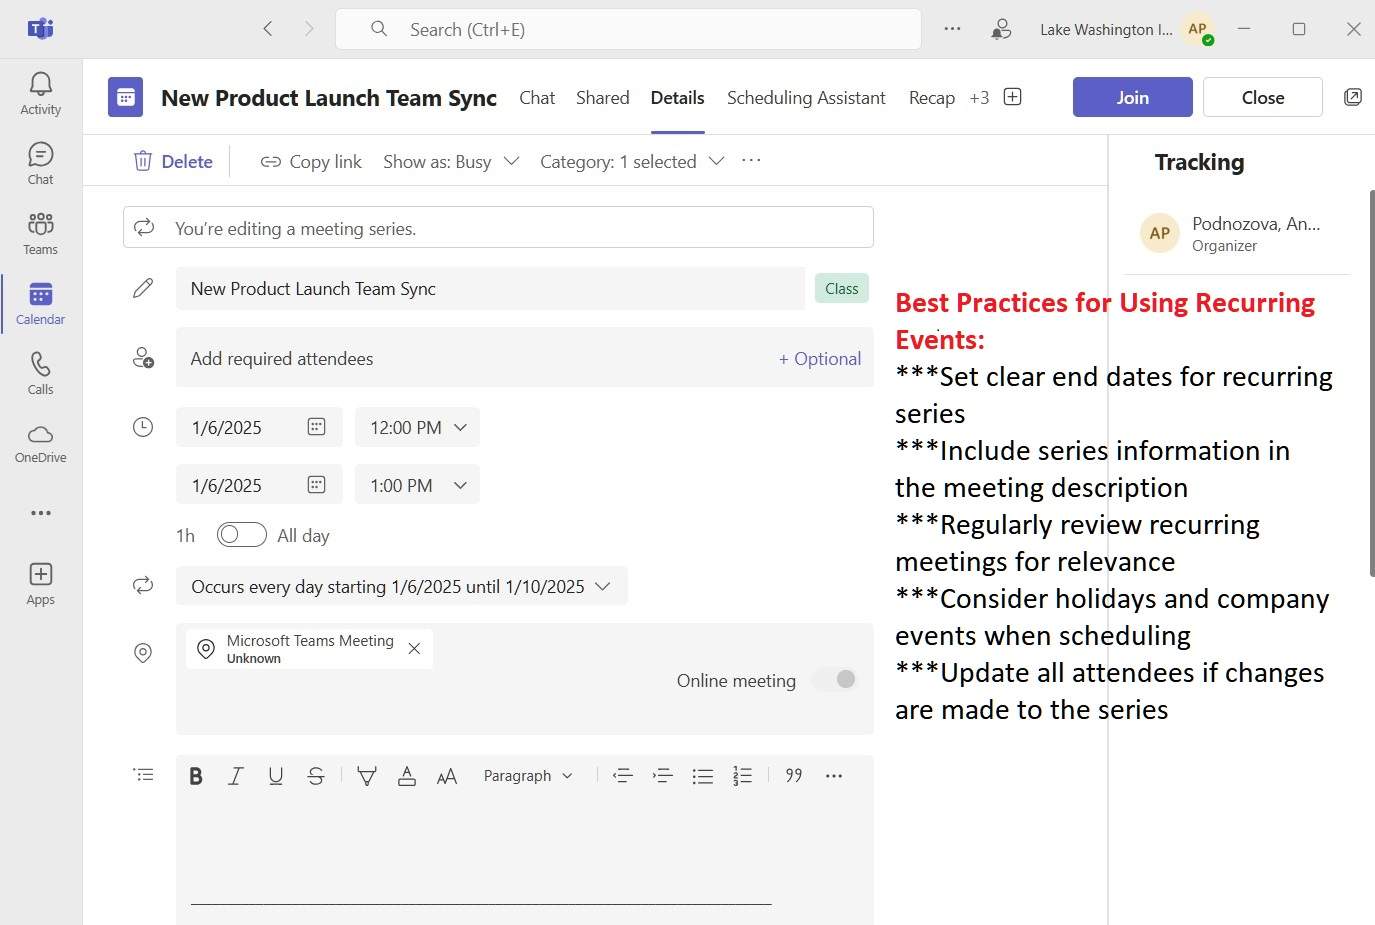 Search (Ctrl+E)
Lake Washington I...
AP
Activity
Chat
Teams
Calendar
Calls
OneDrive
Apps
New Product Launch Team Sync
Chat
Shared
Details
Scheduling Assistant
Recap
+3
Join
Close
Delete
Copy link
Show as: Busy
Category: 1 selected
You're editing a meeting series.
New Product Launch Team Sync
Class
Add required attendees
+ Optional
1/6/2025
12:00 PM
1/6/2025
1:00 PM
1h
All day
Occurs every day starting 1/6/2025 until 1/10/2025
Microsoft Teams Meeting
Unknown
Online meeting
Paragraph
Tracking
AP
Podnozova, An...
Organizer
Best Practices for Using Recurring
Events:
***Set clear end dates for recurring
series
***Include series information in
the meeting description
***Regularly review recurring
meetings for relevance
***Consider holidays and company
events when scheduling
***Update all attendees if changes
are made to the series